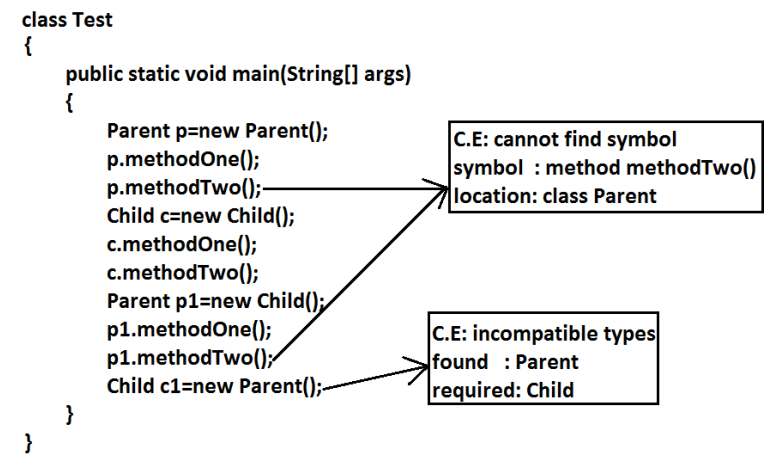 class Test
{
public static void main(String[] args)
{
Parent p=new Parent();
p.methodOne();
p.methodTwo();
Child c=new Child();
c.methodOne();
c.methodTwo();
Parent p1=new Child();
p1.methodOne();
p1.methodTwo();
Child c1=new Parent();
}
}
C.E: cannot find symbol
symbol : method methodTwo()
location: class Parent
C.E: incompatible types
found : Parent
required: Child